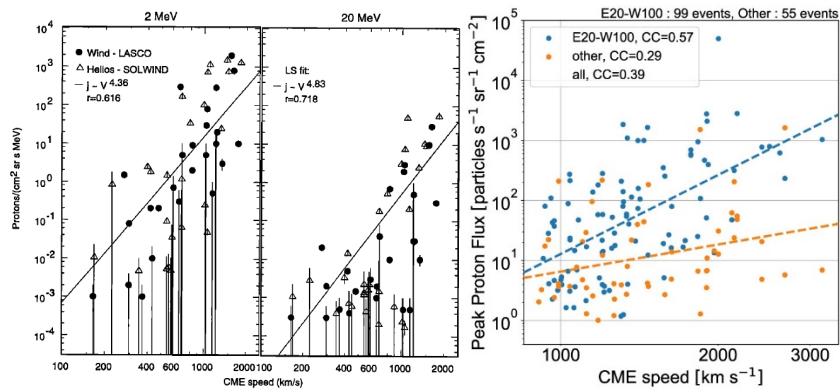 2 MeV
20 MeV
E20-W100 : 99 events, Other : 55 events
● Wind - LASCO
△ Helios - SOLWIND
— j ~ V^4.36
r=0.616
LS fit:
— j ~ V^4.83
r=0.718
E20-W100, CC=0.57
other, CC=0.29
all, CC=0.39
Protons/(cm² sr s MeV)
10³
10²
10¹
10⁰
10⁻¹
10⁻²
10⁻³
10⁻⁴
100 200 400 600 1000 2000
100 200 400 600 1000 2000
CME speed (km/s)
Peak Proton Flux [particles s⁻¹ sr⁻¹ cm⁻²]
10⁵
10⁴
10³
10²
10¹
10⁰
1000 2000 3000
CME speed [km s⁻¹]